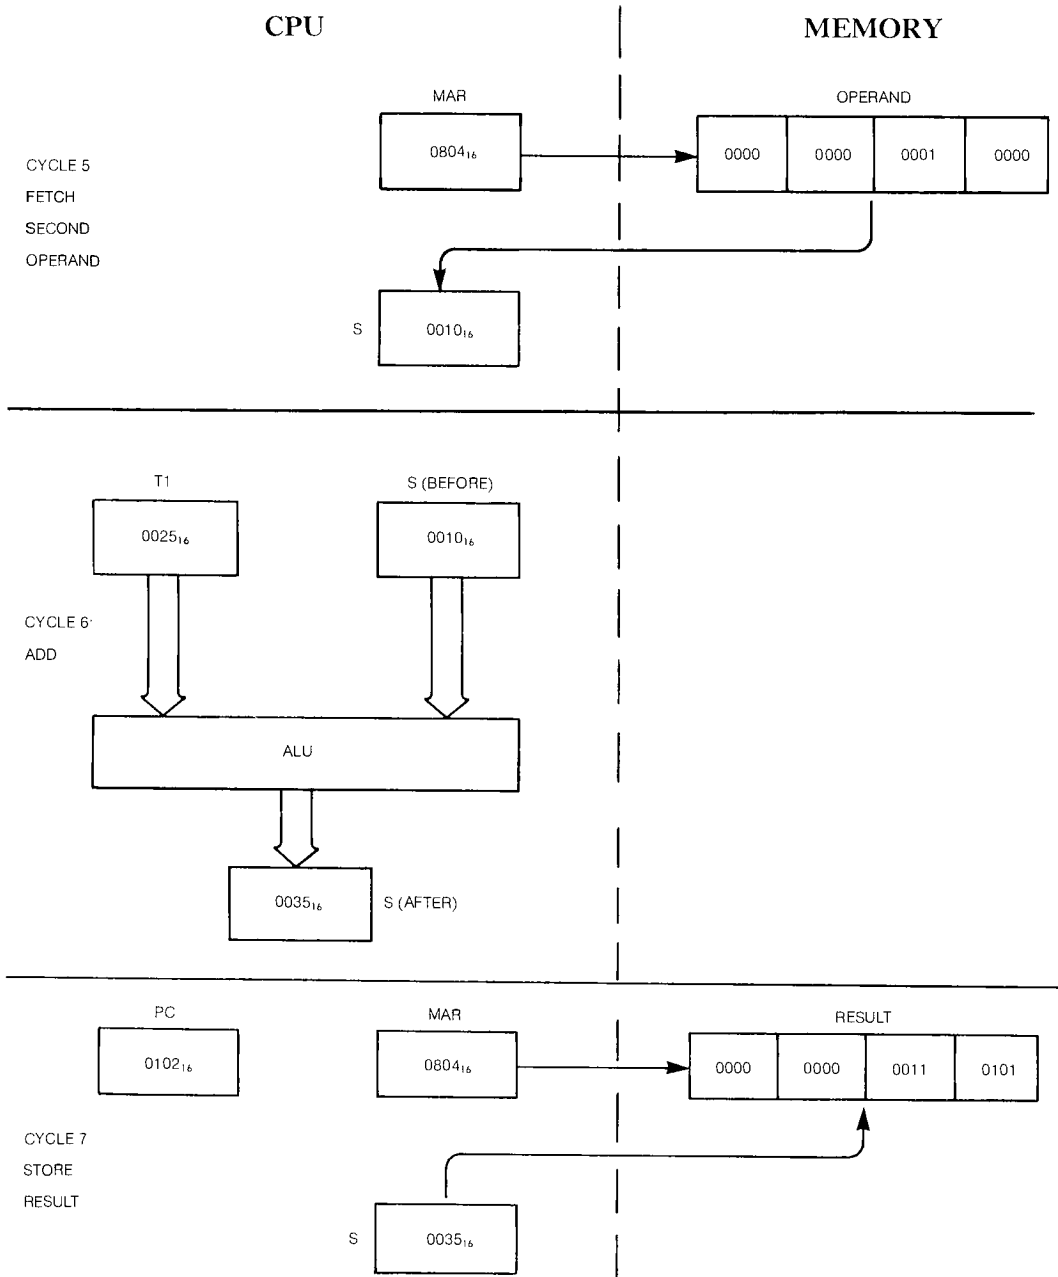 CPU
MEMORY
MAR
OPERAND
0804₁₆
0000 0000 0001 0000
CYCLE 5
FETCH
SECOND
OPERAND
S
0010₁₆
T1
S (BEFORE)
0025₁₆
0010₁₆
CYCLE 6
ADD
ALU
0035₁₆
S (AFTER)
PC
MAR
RESULT
0102₁₆
0804₁₆
0000 0000 0011 0101
CYCLE 7
STORE
RESULT
S
0035₁₆